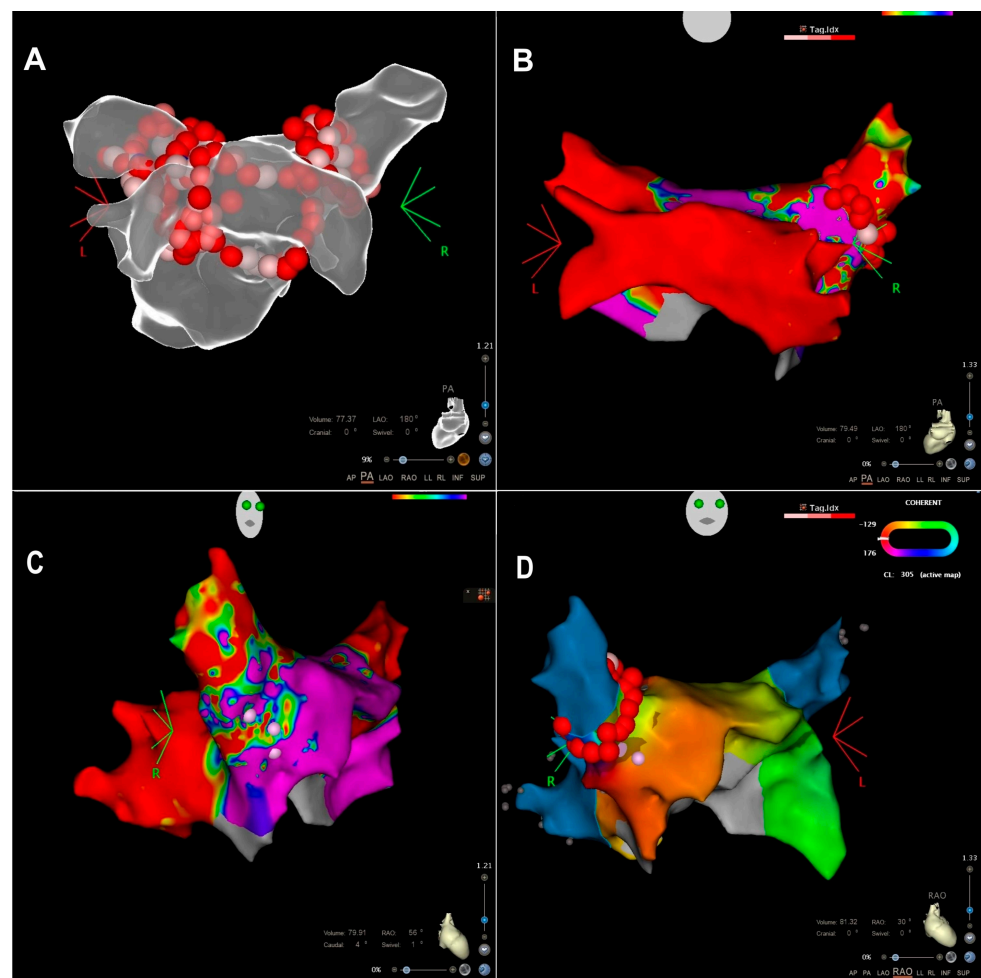 A
L
R
1.21
PA
Volume: 77.37 LAO: 180 °
Cranial: 0 ° Swivel: 0 °
9%
AP PA LAO RAO LL RL INF SUP
B
Tag.Idx
L
R
1.33
PA
Volume: 79.49 LAO: 180 °
Cranial: 0 ° Swivel: 0 °
0%
AP PA LAO RAO LL RL INF SUP
C
R
1.21
Volume: 79.91 RAO: 56 °
Caudal: 4 ° Swivel: 1 °
0%
D
Tag.Idx
COHERENT
-129
176
CL: 305 (active map)
R
L
1.33
RAO
Volume: 81.32 RAO: 30 °
Cranial: 0 ° Swivel: 0 °
0%
AP PA LAO RAO LL RL INF SUP